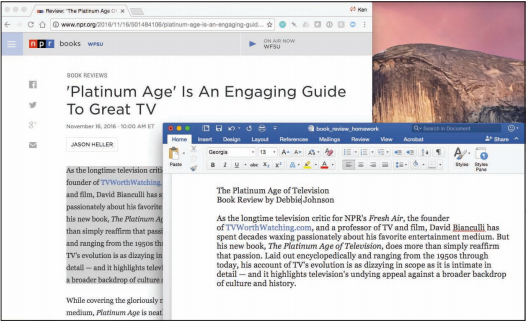 Review: 'The Platinum Age Of
Ken
www.npr.org/2016/11/16/501484106/platinum-age-is-an-engaging-guid...
npr books WFSU
ON AIR NOW
WFSU
BOOK REVIEWS
'Platinum Age' Is An Engaging Guide
To Great TV
November 16, 2016 · 10:00 AM ET
JASON HELLER
As the longtime television criti
founder of TVWorthWatching.
and film, David Bianculli has s
passionately about his favorite
his new book, The Platinum Ag
than simply reaffirm that passi
and ranging from the 1950s th
TV's evolution is as dizzying in
detail — and it highlights televi
a broader backdrop of culture a
While covering the gloriously r
medium, Platinum Age is neat
book_review_homework
Search in Document
Home Insert Design Layout References Mailings Review View Acrobat Share
Georgia 13
Paste
Styles Styles
Pane
The Platinum Age of Television
Book Review by Debbie Johnson
As the longtime television critic for NPR's Fresh Air, the founder
of TVWorthWatching.com, and a professor of TV and film, David Bianculli has
spent decades waxing passionately about his favorite entertainment medium. But
his new book, The Platinum Age of Television, does more than simply reaffirm
that passion. Laid out encyclopedically and ranging from the 1950s through
today, his account of TV's evolution is as dizzying in scope as it is intimate in
detail — and it highlights television's undying appeal against a broader backdrop
of culture and history.